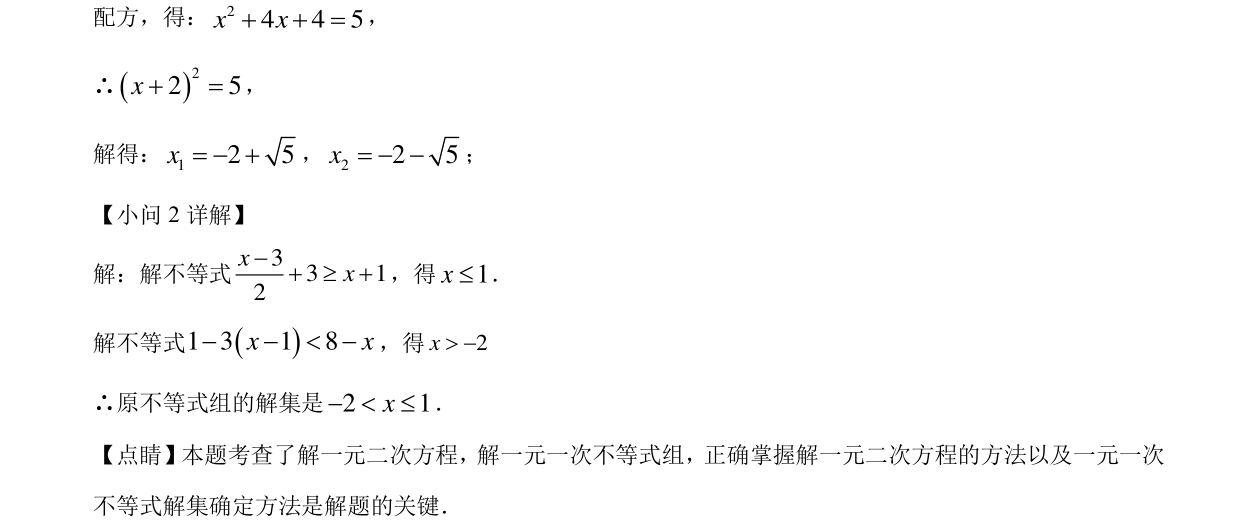 配方，得：x²+4x+4=5，
∴(x+2)²=5，
解得：x₁=−2+√5，x₂=−2−√5；
【小问 2 详解】
解：解不等式(x−3)/2+3≥x+1，得x≤1．
解不等式1−3(x−1)<8−x，得x>−2
∴原不等式组的解集是−2<x≤1．
【点睛】本题考查了解一元二次方程，解一元一次不等式组，正确掌握解一元二次方程的方法以及一元一次
不等式解集确定方法是解题的关键．